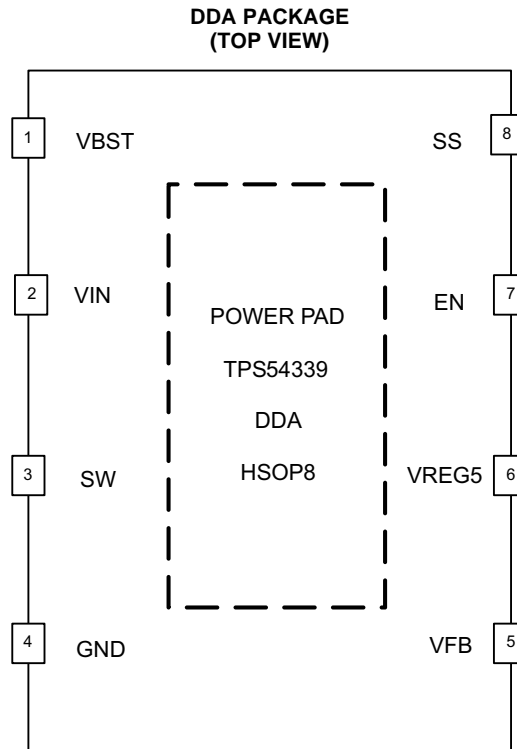 DDA PACKAGE
(TOP VIEW)
1 VBST
SS 8
2 VIN
EN 7
POWER PAD
TPS54339
DDA
HSOP8
3 SW
VREG5 6
4 GND
VFB 5